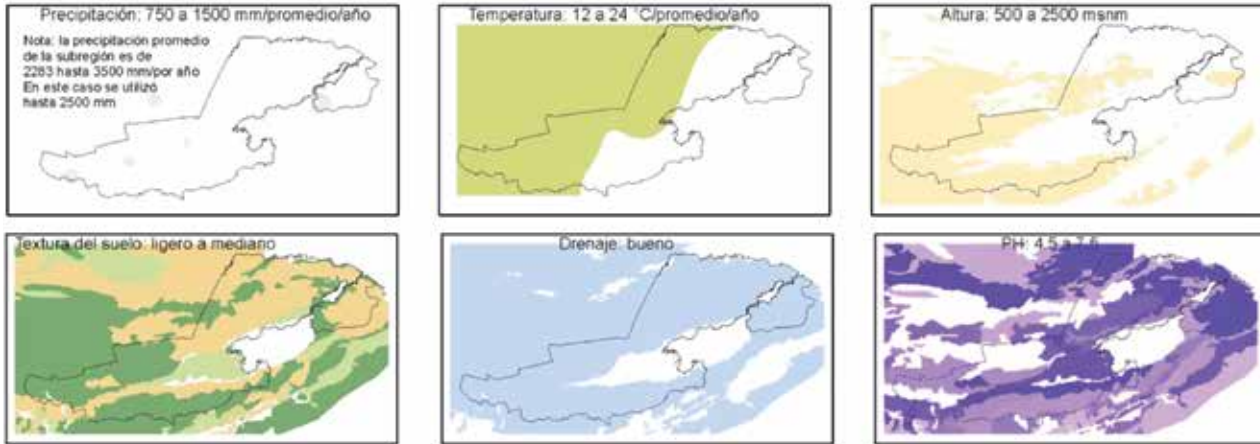 Precipitación: 750 a 1500 mm/promedio/año
Nota: la precipitación promedio
de la subregión es de
2283 hasta 3500 mm/por año
En este caso se utilizó
hasta 2500 mm
Temperatura: 12 a 24 °C/promedio/año
Altura: 500 a 2500 msnm
Textura del suelo: ligero a mediano
Drenaje: bueno
PH: 4.5 a 7.5